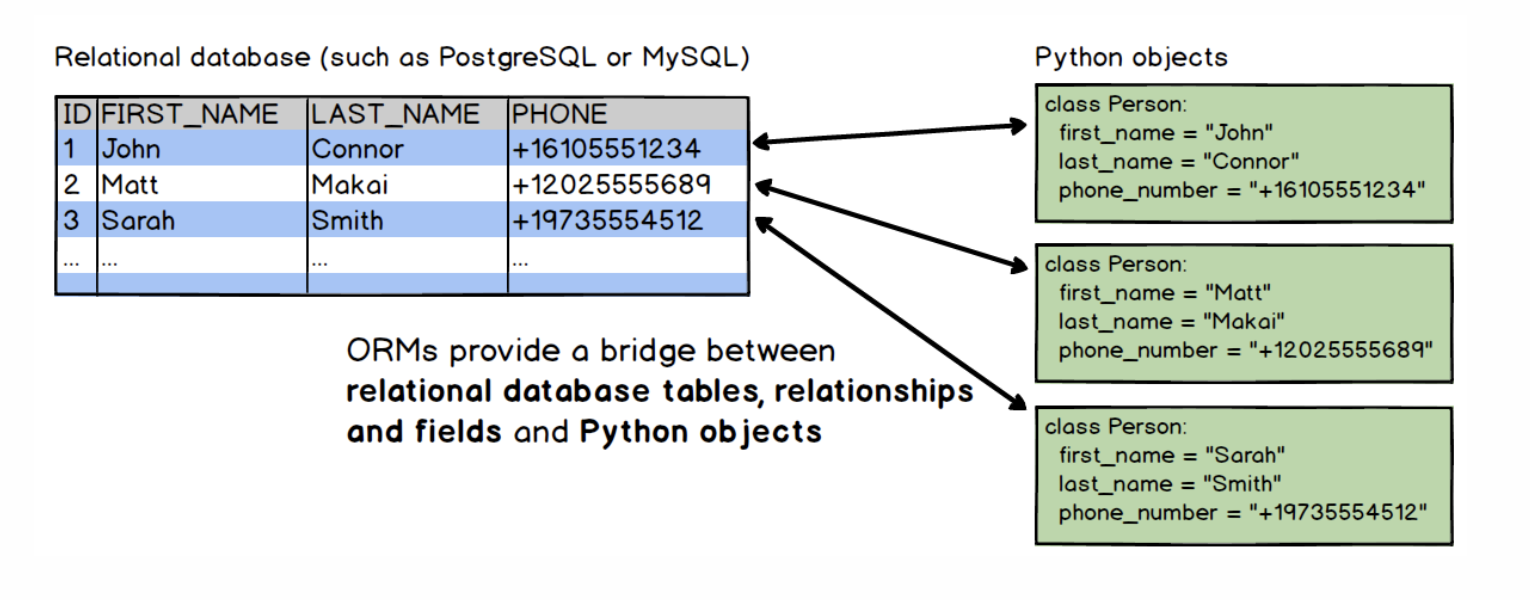 Relational database (such as PostgreSQL or MySQL)
ID FIRST_NAME LAST_NAME PHONE
1 John Connor +16105551234
2 Matt Makai +12025555689
3 Sarah Smith +19735554512
... ... ... ...
ORMs provide a bridge between
relational database tables, relationships
and fields and Python objects
Python objects
class Person:
first_name = "John"
last_name = "Connor"
phone_number = "+16105551234"
class Person:
first_name = "Matt"
last_name = "Makai"
phone_number = "+12025555689"
class Person:
first_name = "Sarah"
last_name = "Smith"
phone_number = "+19735554512"